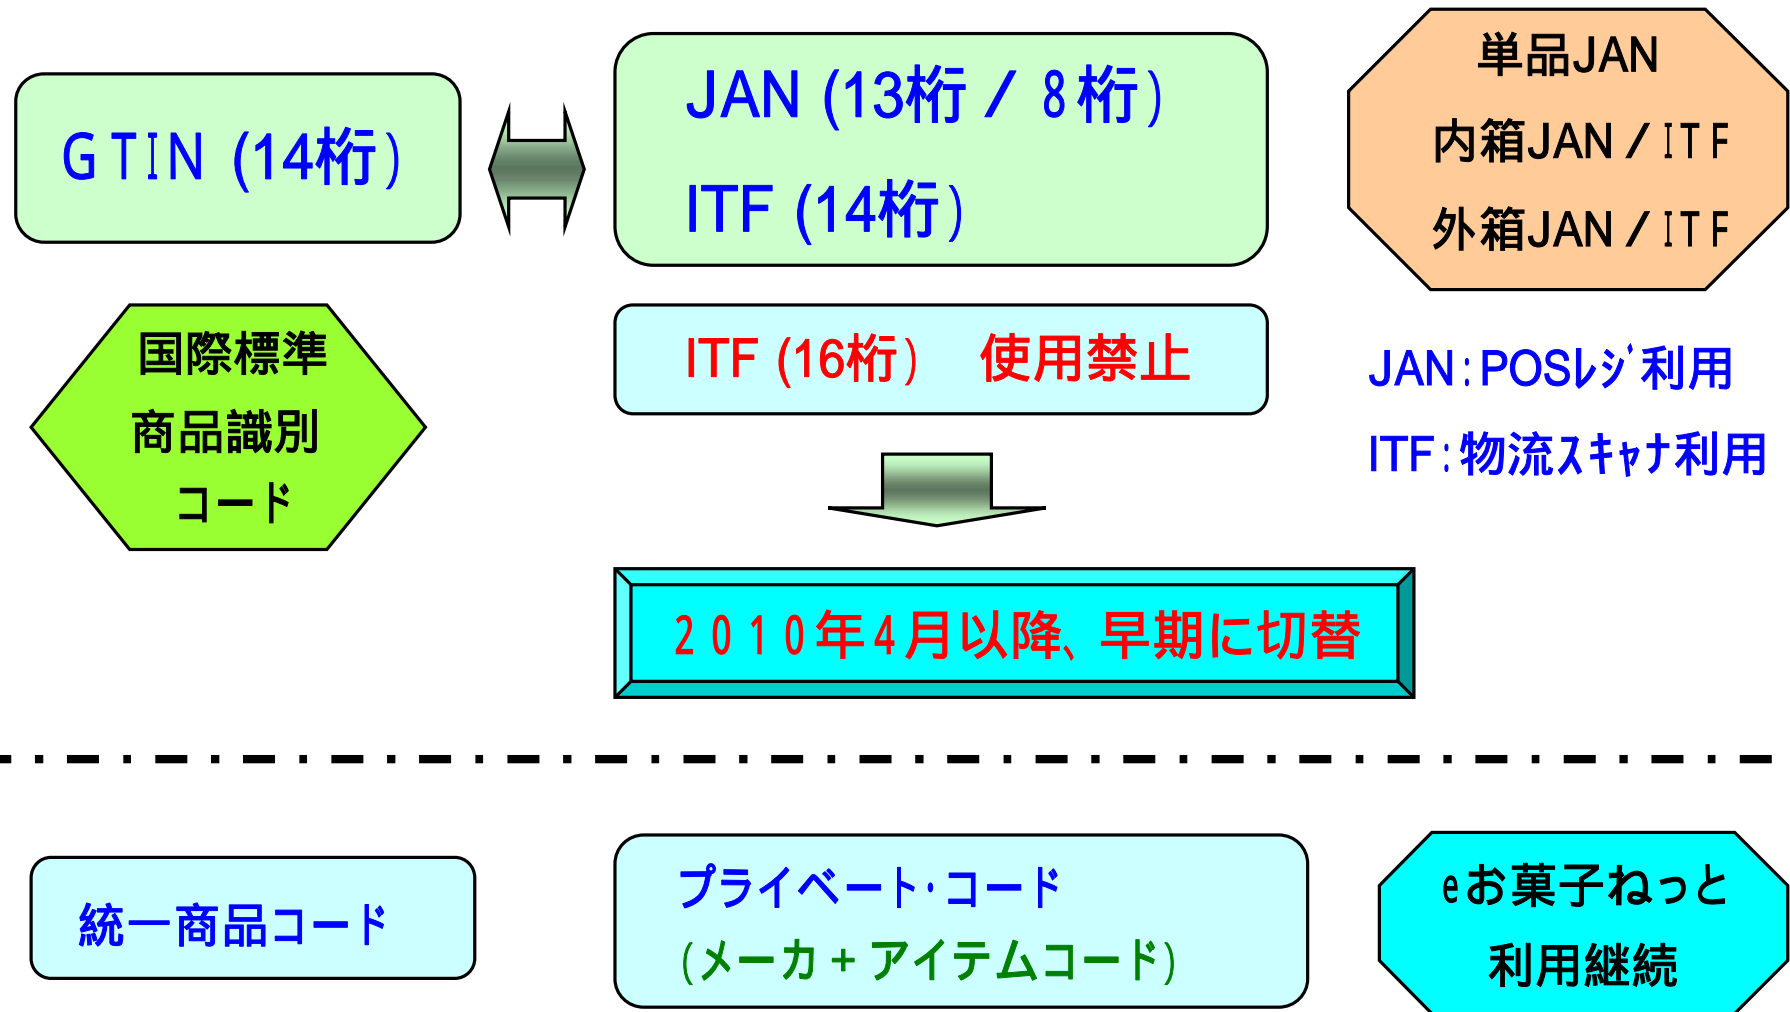 GTIN (14桁)
JAN (13桁 / 8桁)
ITF (14桁)
単品JAN
内箱JAN / ITF
外箱JAN / ITF
国際標準
商品識別
コード
ITF (16桁)　使用禁止
JAN:POSﾚｼﾞ利用
ITF:物流ｽｷｬﾅ利用
2010年4月以降、早期に切替
統一商品コード
プライベート・コード
(メーカ+アイテムコード)
eお菓子ねっと
利用継続